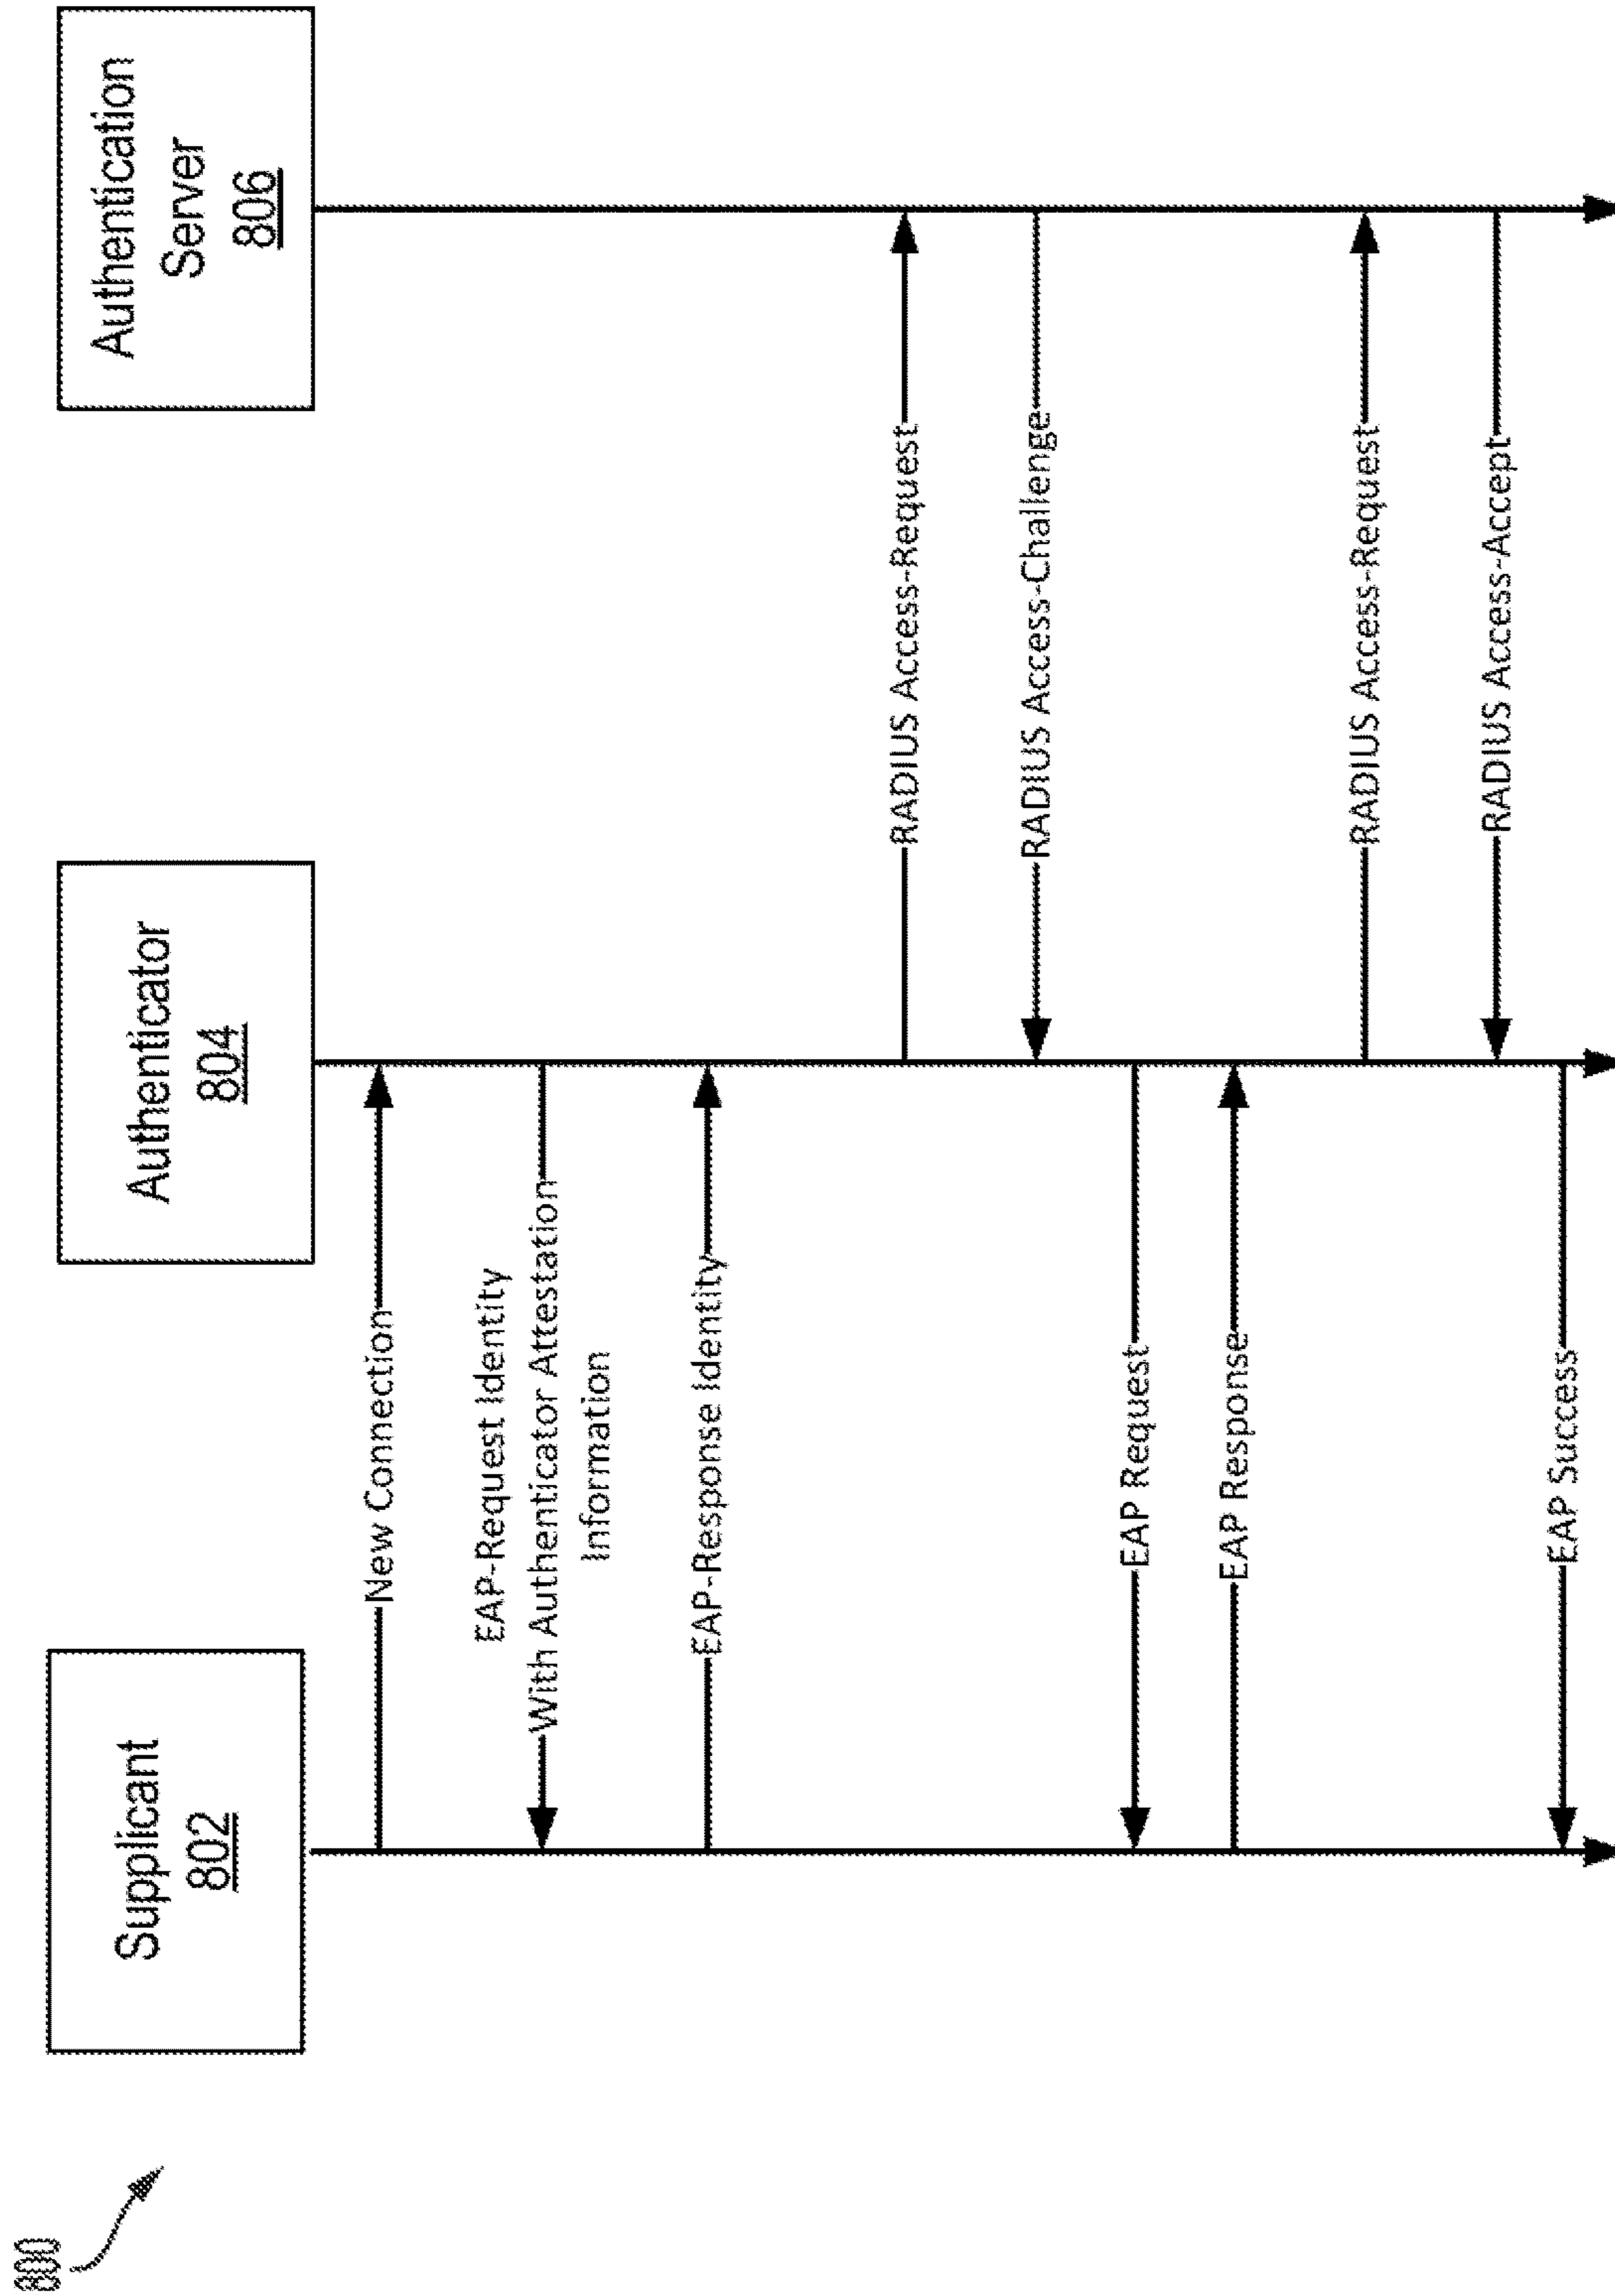 800
Supplicant
802
Authenticator
804
Authentication
Server
806
New Connection
EAP-Request Identity
With Authenticator Attestation
Information
EAP-Response Identity
RADIUS Access-Request
RADIUS Access-Challenge
EAP Request
EAP Response
RADIUS Access-Request
RADIUS Access-Accept
EAP Success